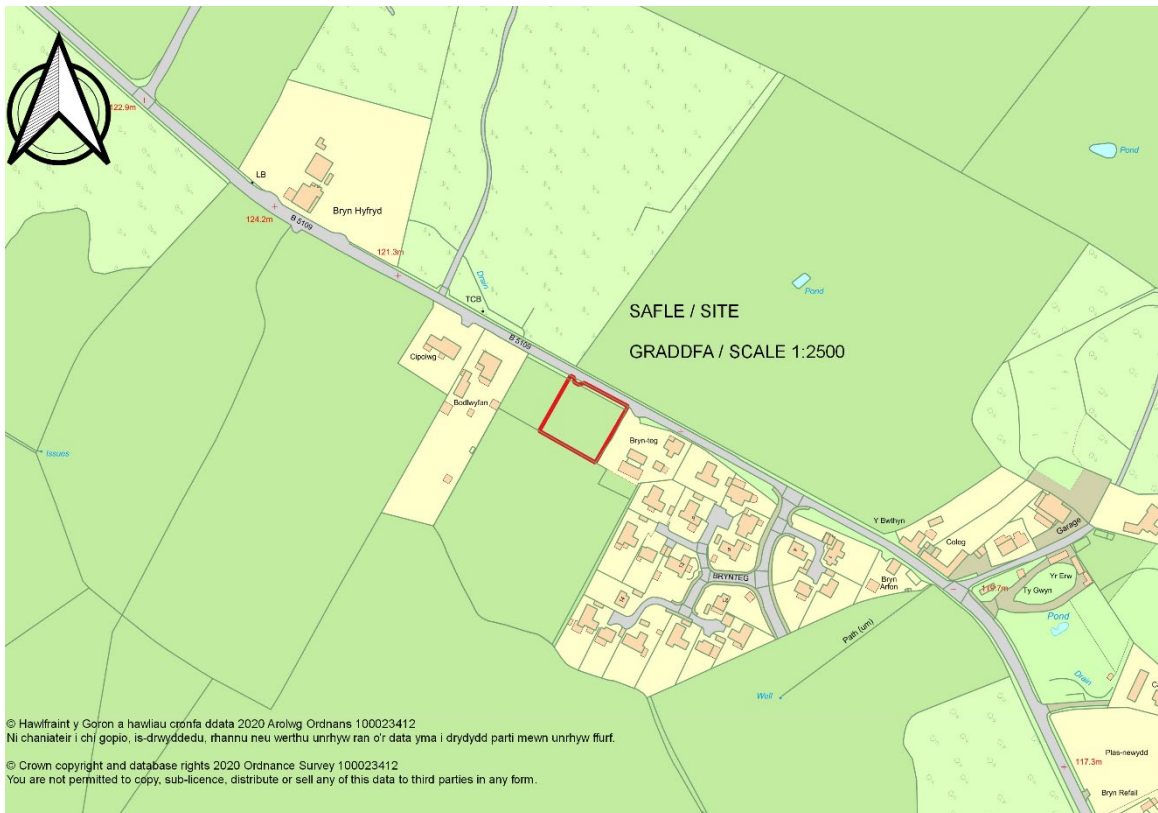 122.9m
LB
Bryn Hyfryd
124.2m
B 5109
121.3m
Drain
TCB
B 5109
Pond
Pond
SAFLE / SITE
GRADDFA / SCALE 1:2500
Cipolwg
Bodlwyfan
Issues
Bryn-teg
Y Bwthyn
Coleg
Garage
BRYNTEG
Bryn
Arfon
119.7m
Ty Gwyn
Yr Erw
Pond
Path (um)
Well
Drain
Plas-newydd
117.3m
Bryn Refail
© Hawlfraint y Goron a hawliau cronfa ddata 2020 Arolwg Ordnans 100023412
Ni chaniateir i chi gopio, is-drwyddedu, rhannu neu werthu unrhyw ran o'r data yma i drydydd parti mewn unrhyw ffurf.
© Crown copyright and database rights 2020 Ordnance Survey 100023412
You are not permitted to copy, sub-licence, distribute or sell any of this data to third parties in any form.